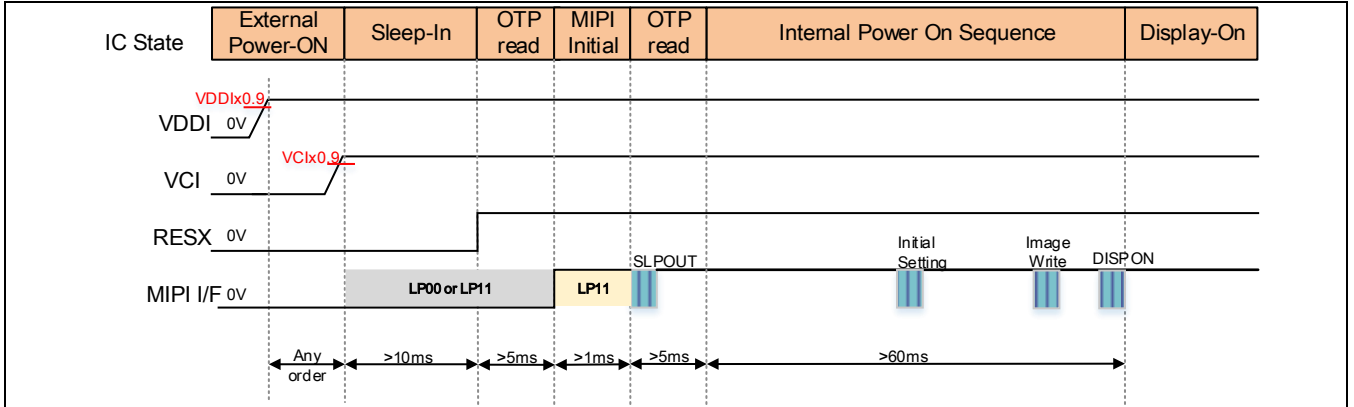 IC State
External
Power-ON
Sleep-In
OTP
read
MIPI
Initial
OTP
read
Internal Power On Sequence
Display-On
VDDIx0.9
VDDI 0V
VCIx0.9
VCI 0V
RESX 0V
SLPOUT
Initial
Setting
Image
Write
DISPON
MIPI I/F 0V
LP00 or LP11
LP11
Any
order
>10ms
>5ms
>1ms
>5ms
>60ms